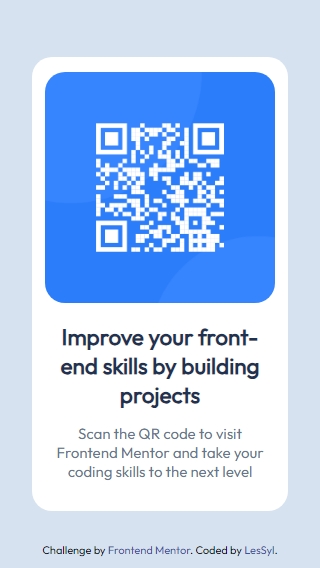 Improve your front-
end skills by building
projects
Scan the QR code to visit
Frontend Mentor and take your
coding skills to the next level
Challenge by Frontend Mentor. Coded by LesSyl.